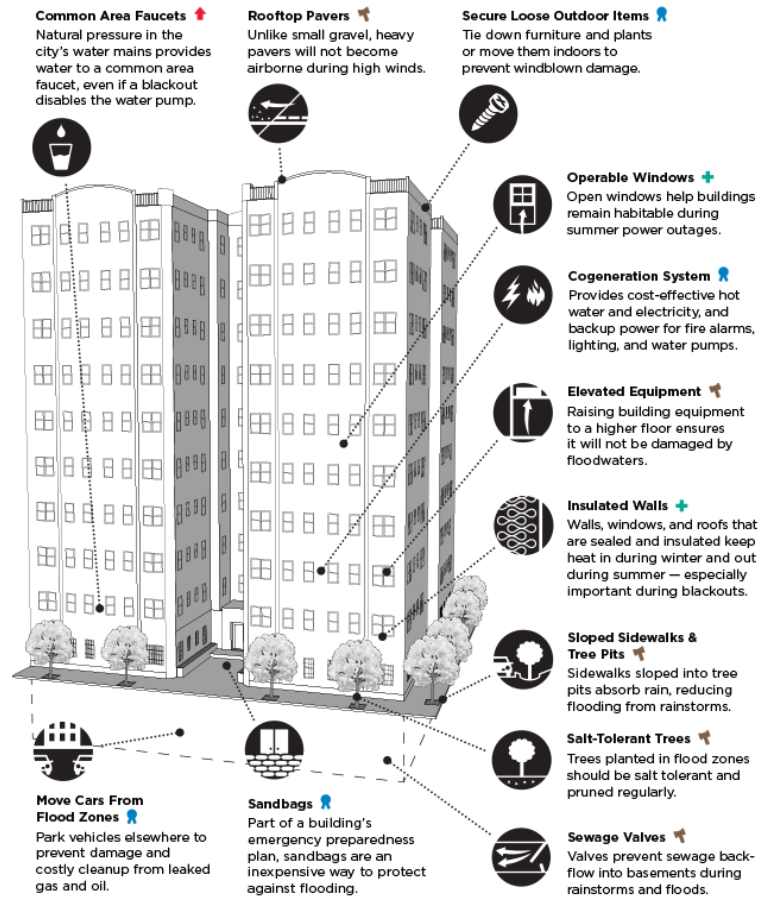 Common Area Faucets
Natural pressure in the
city's water mains provides
water to a common area
faucet, even if a blackout
disables the water pump.
Rooftop Pavers
Unlike small gravel, heavy
pavers will not become
airborne during high winds.
Secure Loose Outdoor Items
Tie down furniture and plants
or move them indoors to
prevent windblown damage.
Operable Windows
Open windows help buildings
remain habitable during
summer power outages.
Cogeneration System
Provides cost-effective hot
water and electricity, and
backup power for fire alarms,
lighting, and water pumps.
Elevated Equipment
Raising building equipment
to a higher floor ensures
it will not be damaged by
floodwaters.
Insulated Walls
Walls, windows, and roofs that
are sealed and insulated keep
heat in during winter and out
during summer — especially
important during blackouts.
Sloped Sidewalks &
Tree Pits
Sidewalks sloped into tree
pits absorb rain, reducing
flooding from rainstorms.
Salt-Tolerant Trees
Trees planted in flood zones
should be salt tolerant and
pruned regularly.
Sewage Valves
Valves prevent sewage back-
flow into basements during
rainstorms and floods.
Move Cars From
Flood Zones
Park vehicles elsewhere to
prevent damage and
costly cleanup from leaked
gas and oil.
Sandbags
Part of a building's
emergency preparedness
plan, sandbags are an
inexpensive way to protect
against flooding.